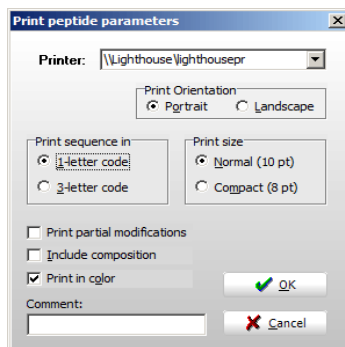 Print peptide parameters
Printer: \\Lighthouse\lighthousepr
Print Orientation
Portrait Landscape
Print sequence in Print size
1-letter code Normal (10 pt)
3-letter code Compact (8 pt)
Print partial modifications
Include composition
Print in color
OK
Comment:
Cancel